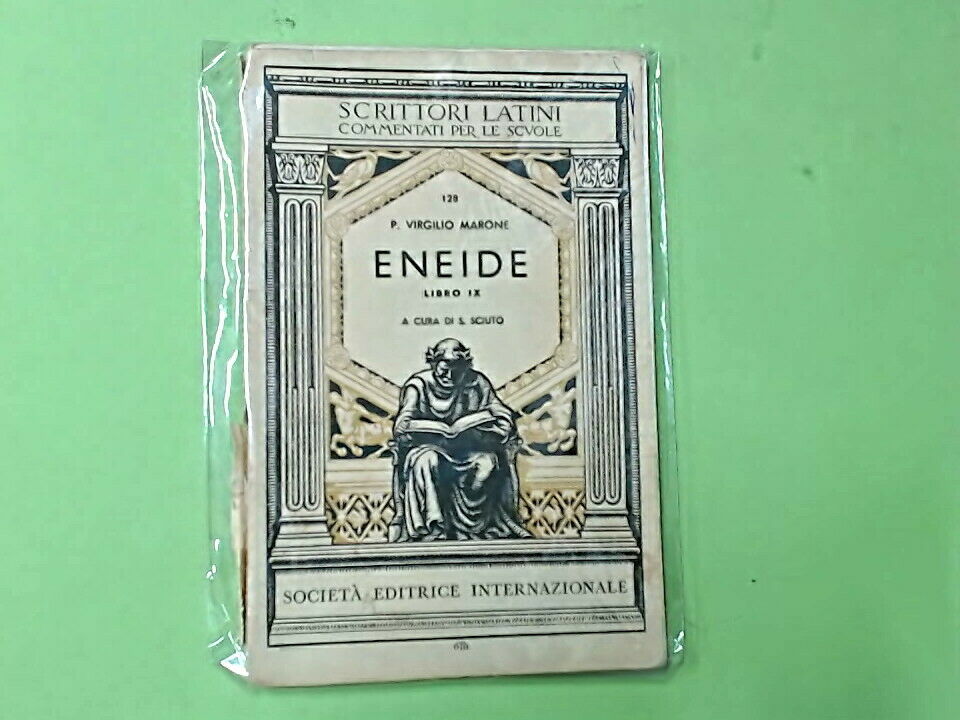 SCRITTORI LATINI
COMMENTATI PER LE SCVOLE
128
P. VIRGILIO MARONE
ENEIDE
LIBRO IX
A CURA DI S. SCIUTO
SOCIETÀ EDITRICE INTERNAZIONALE